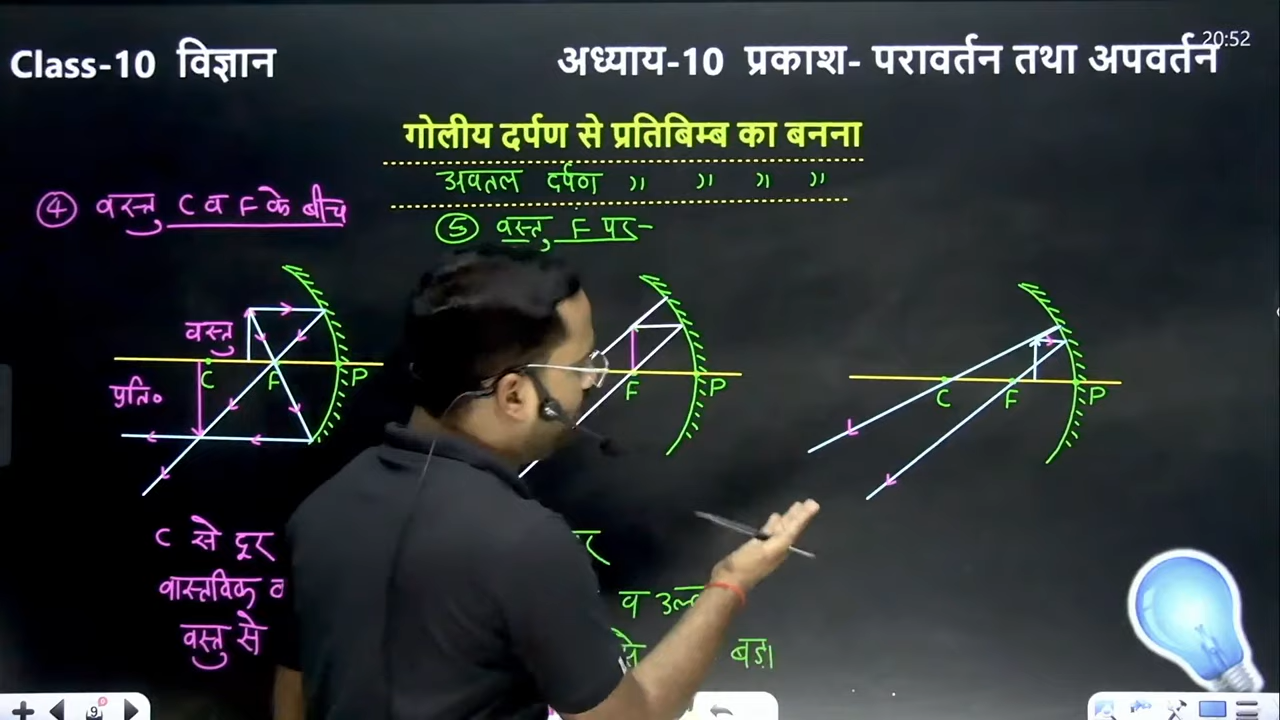 Class-10 विज्ञान
अध्याय-10 प्रकाश- परावर्तन तथा अपवर्तन
20:52
गोलीय दर्पण से प्रतिबिम्ब का बनना
अवतल दर्पण " " " "
④ वस्तु C व F के बीच
⑤ वस्तु F पर-
वस्तु
C F P
प्रति०
F P
C F P
C से दूर
वास्तविक व
व
वस्तु से
से बड़ा
9